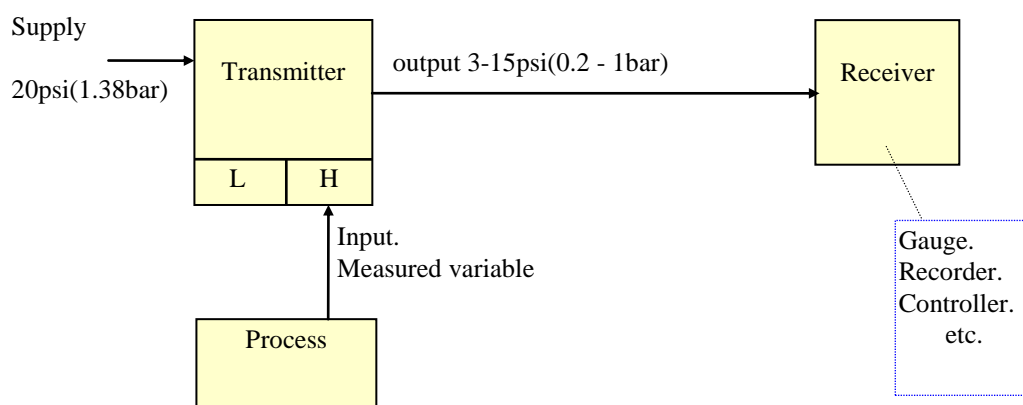 Supply
20psi(1.38bar)
Transmitter
L
H
output 3-15psi(0.2 - 1bar)
Receiver
Input.
Measured variable
Process
Gauge.
Recorder.
Controller.
etc.